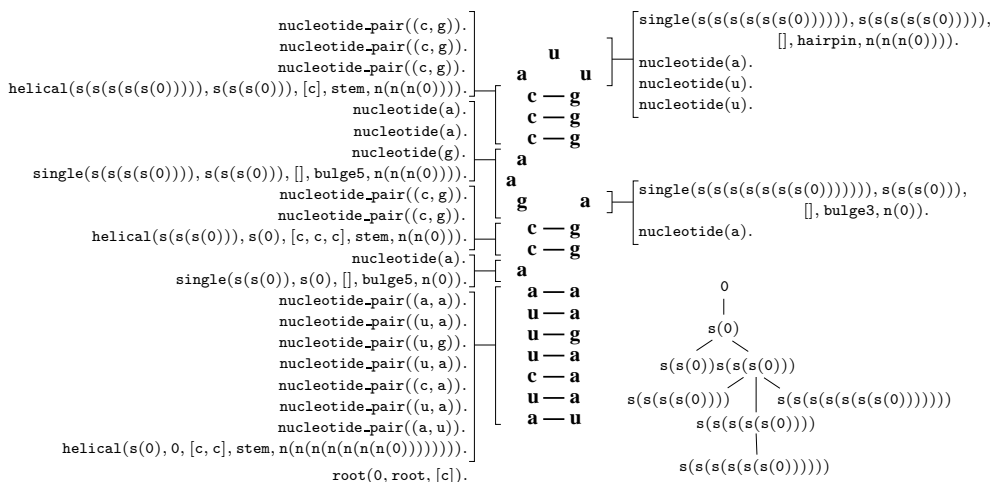 nucleotide_pair((c, g)).
nucleotide_pair((c, g)).
nucleotide_pair((c, g)).
helical(s(s(s(s(s(0))))), s(s(s(0))), [c], stem, n(n(n(0)))).
nucleotide(a).
nucleotide(a).
nucleotide(g).
single(s(s(s(s(0)))), s(s(s(0))), [], bulge5, n(n(n(0)))).
nucleotide_pair((c, g)).
nucleotide_pair((c, g)).
helical(s(s(s(0))), s(0), [c, c, c], stem, n(n(0))).
nucleotide(a).
single(s(s(0)), s(0), [], bulge5, n(0)).
nucleotide_pair((a, a)).
nucleotide_pair((u, a)).
nucleotide_pair((u, g)).
nucleotide_pair((u, a)).
nucleotide_pair((c, a)).
nucleotide_pair((u, a)).
nucleotide_pair((a, u)).
helical(s(0), 0, [c, c], stem, n(n(n(n(n(n(n(0)))))))).
root(0, root, [c]).
u
a u
c — g
c — g
c — g
a
a
g a
c — g
c — g
a
a — a
u — a
u — g
u — a
c — a
u — a
a — u
single(s(s(s(s(s(s(0)))))), s(s(s(s(s(0))))),
[], hairpin, n(n(n(0)))).
nucleotide(a).
nucleotide(u).
nucleotide(u).
single(s(s(s(s(s(s(s(0))))))), s(s(s(0))),
[], bulge3, n(0)).
nucleotide(a).
0
s(0)
s(s(0)) s(s(s(0)))
s(s(s(s(0)))) s(s(s(s(s(s(s(0)))))))
s(s(s(s(s(0)))))
s(s(s(s(s(s(0))))))